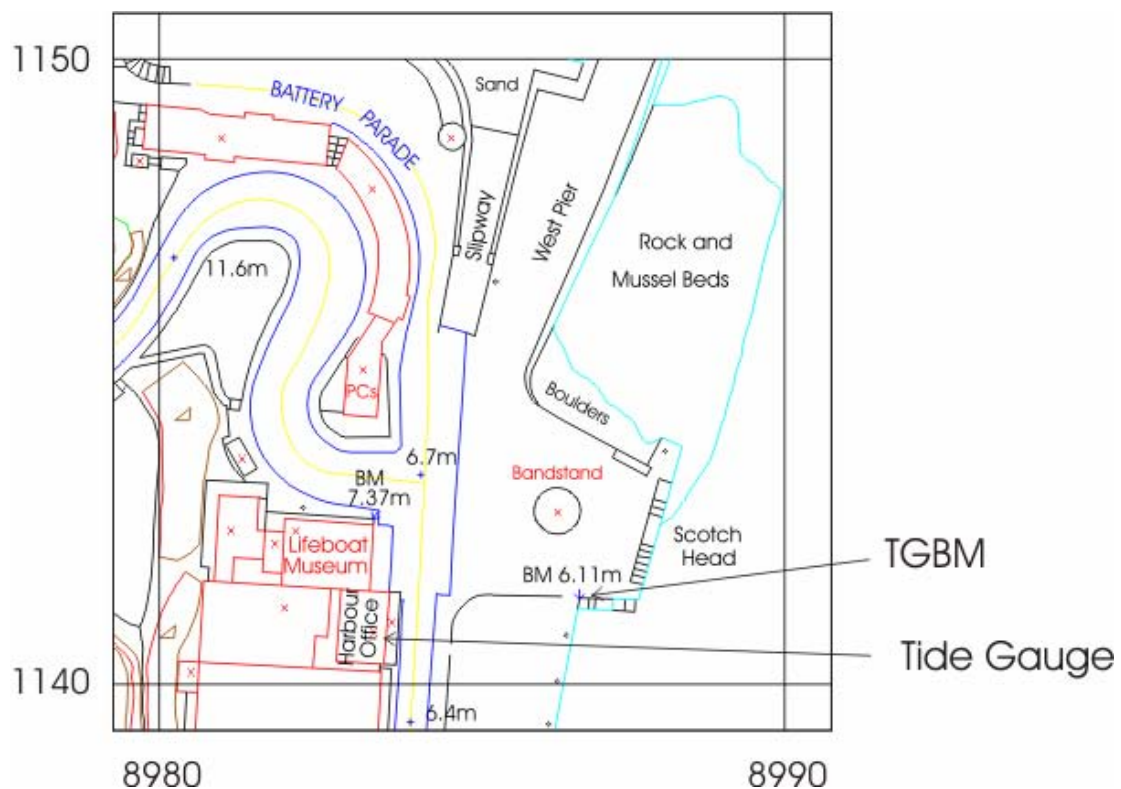 1150
Sand
BATTERY PARADE
Slipway
West Pier
Rock and
Mussel Beds
11.6m
PCs
Boulders
6.7m
BM
7.37m
Bandstand
Lifeboat
Museum
Scotch
Head
BM 6.11m
TGBM
Harbour
Office
Tide Gauge
1140
6.4m
8980
8990